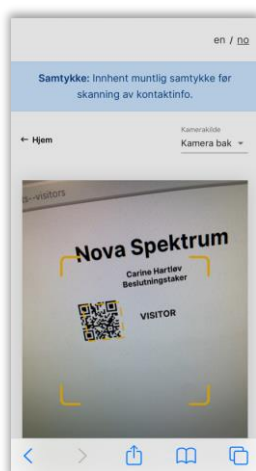 en / no
Samtykke: Innhent muntlig samtykke før
skanning av kontaktinfo.
← Hjem
Kamerakilde
Kamera bak
--visitors
Nova Spektrum
Carine Hartløv
Beslutningstaker
VISITOR